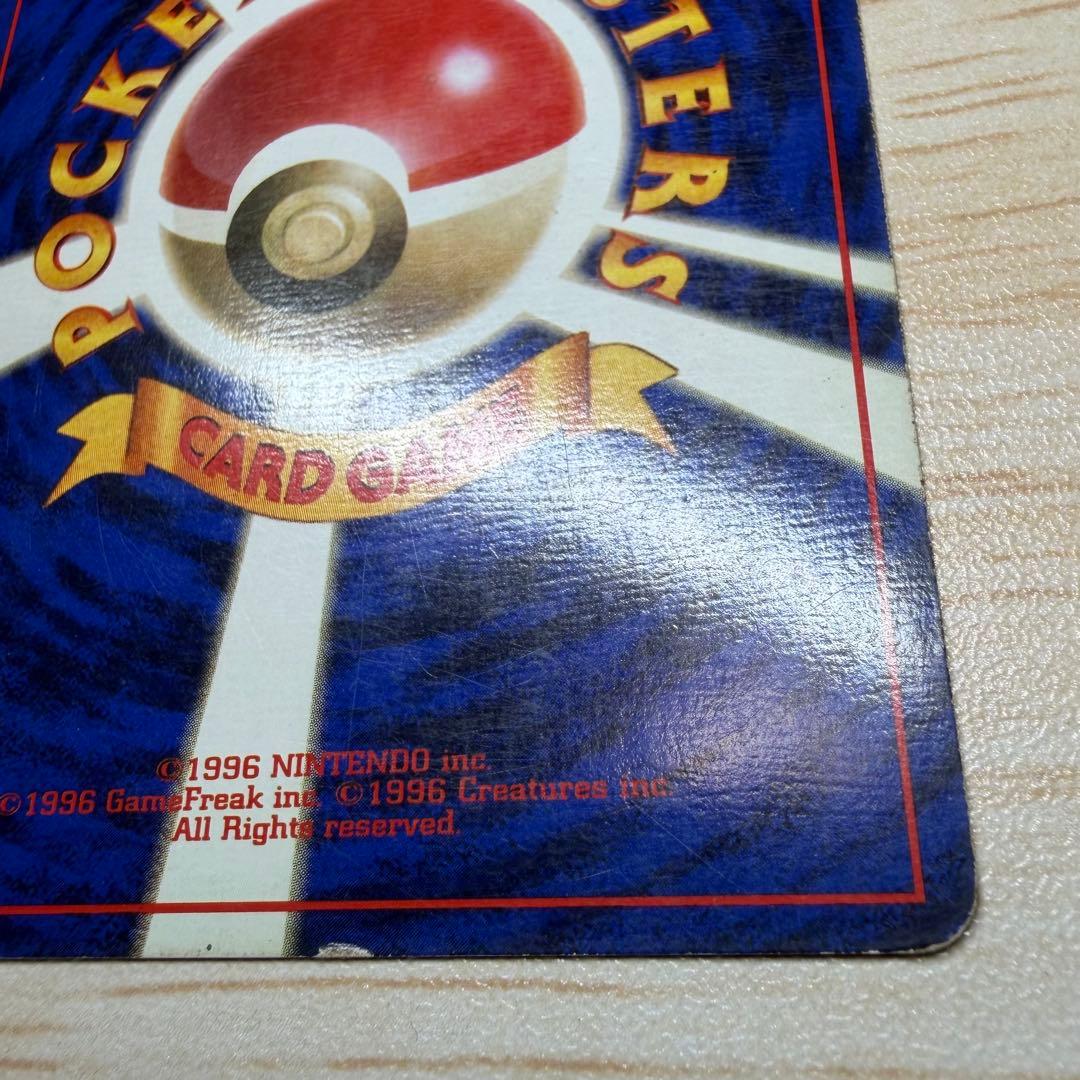 POCKE
STERS
CARD GAME
©1996 NINTENDO inc.
©1996 GameFreak inc. ©1996 Creatures inc.
All Rights reserved.